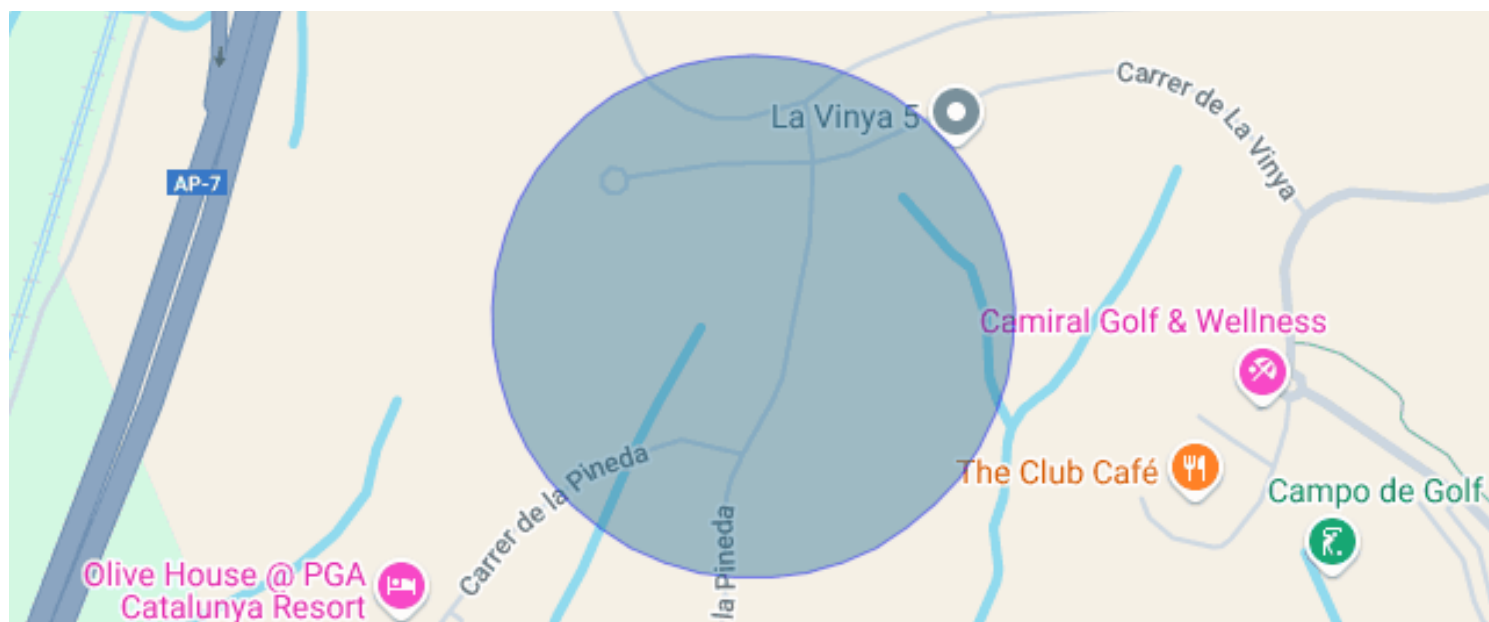 Carrer de La Vinya
La Vinya 5
AP-7
Camiral Golf & Wellness
The Club Café
Carrer de la Pineda
Campo de Golf
la Pineda
Olive House @ PGA
Catalunya Resort